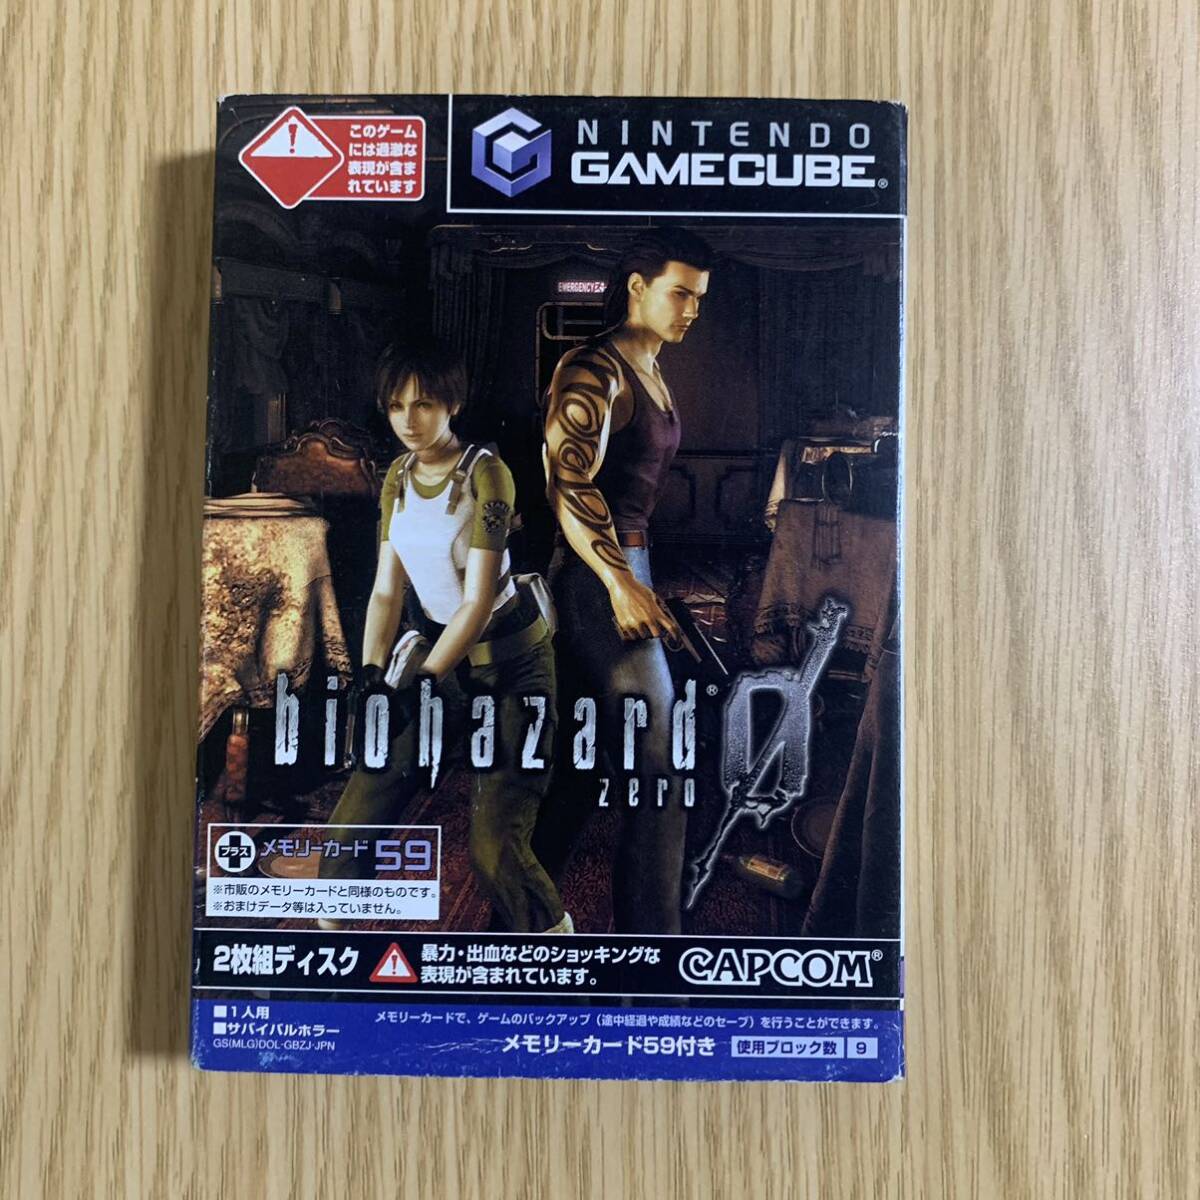 このゲーム
には過激な
表現が含ま
れています
NINTENDO
GAMECUBE®
EMERGENCY
biohazard® 0
zero
プラス メモリーカード 59
※市販のメモリーカードと同様のものです。
※おまけデータ等は入っていません。
2枚組ディスク
暴力・出血などのショッキングな
表現が含まれています。
CAPCOM®
■1人用
■サバイバルホラー
GS(MLG)DOL-GBZJ-JPN
メモリーカードで、ゲームのバックアップ（途中経過や成績などのセーブ）を行うことができます。
メモリーカード59付き 使用ブロック数 9